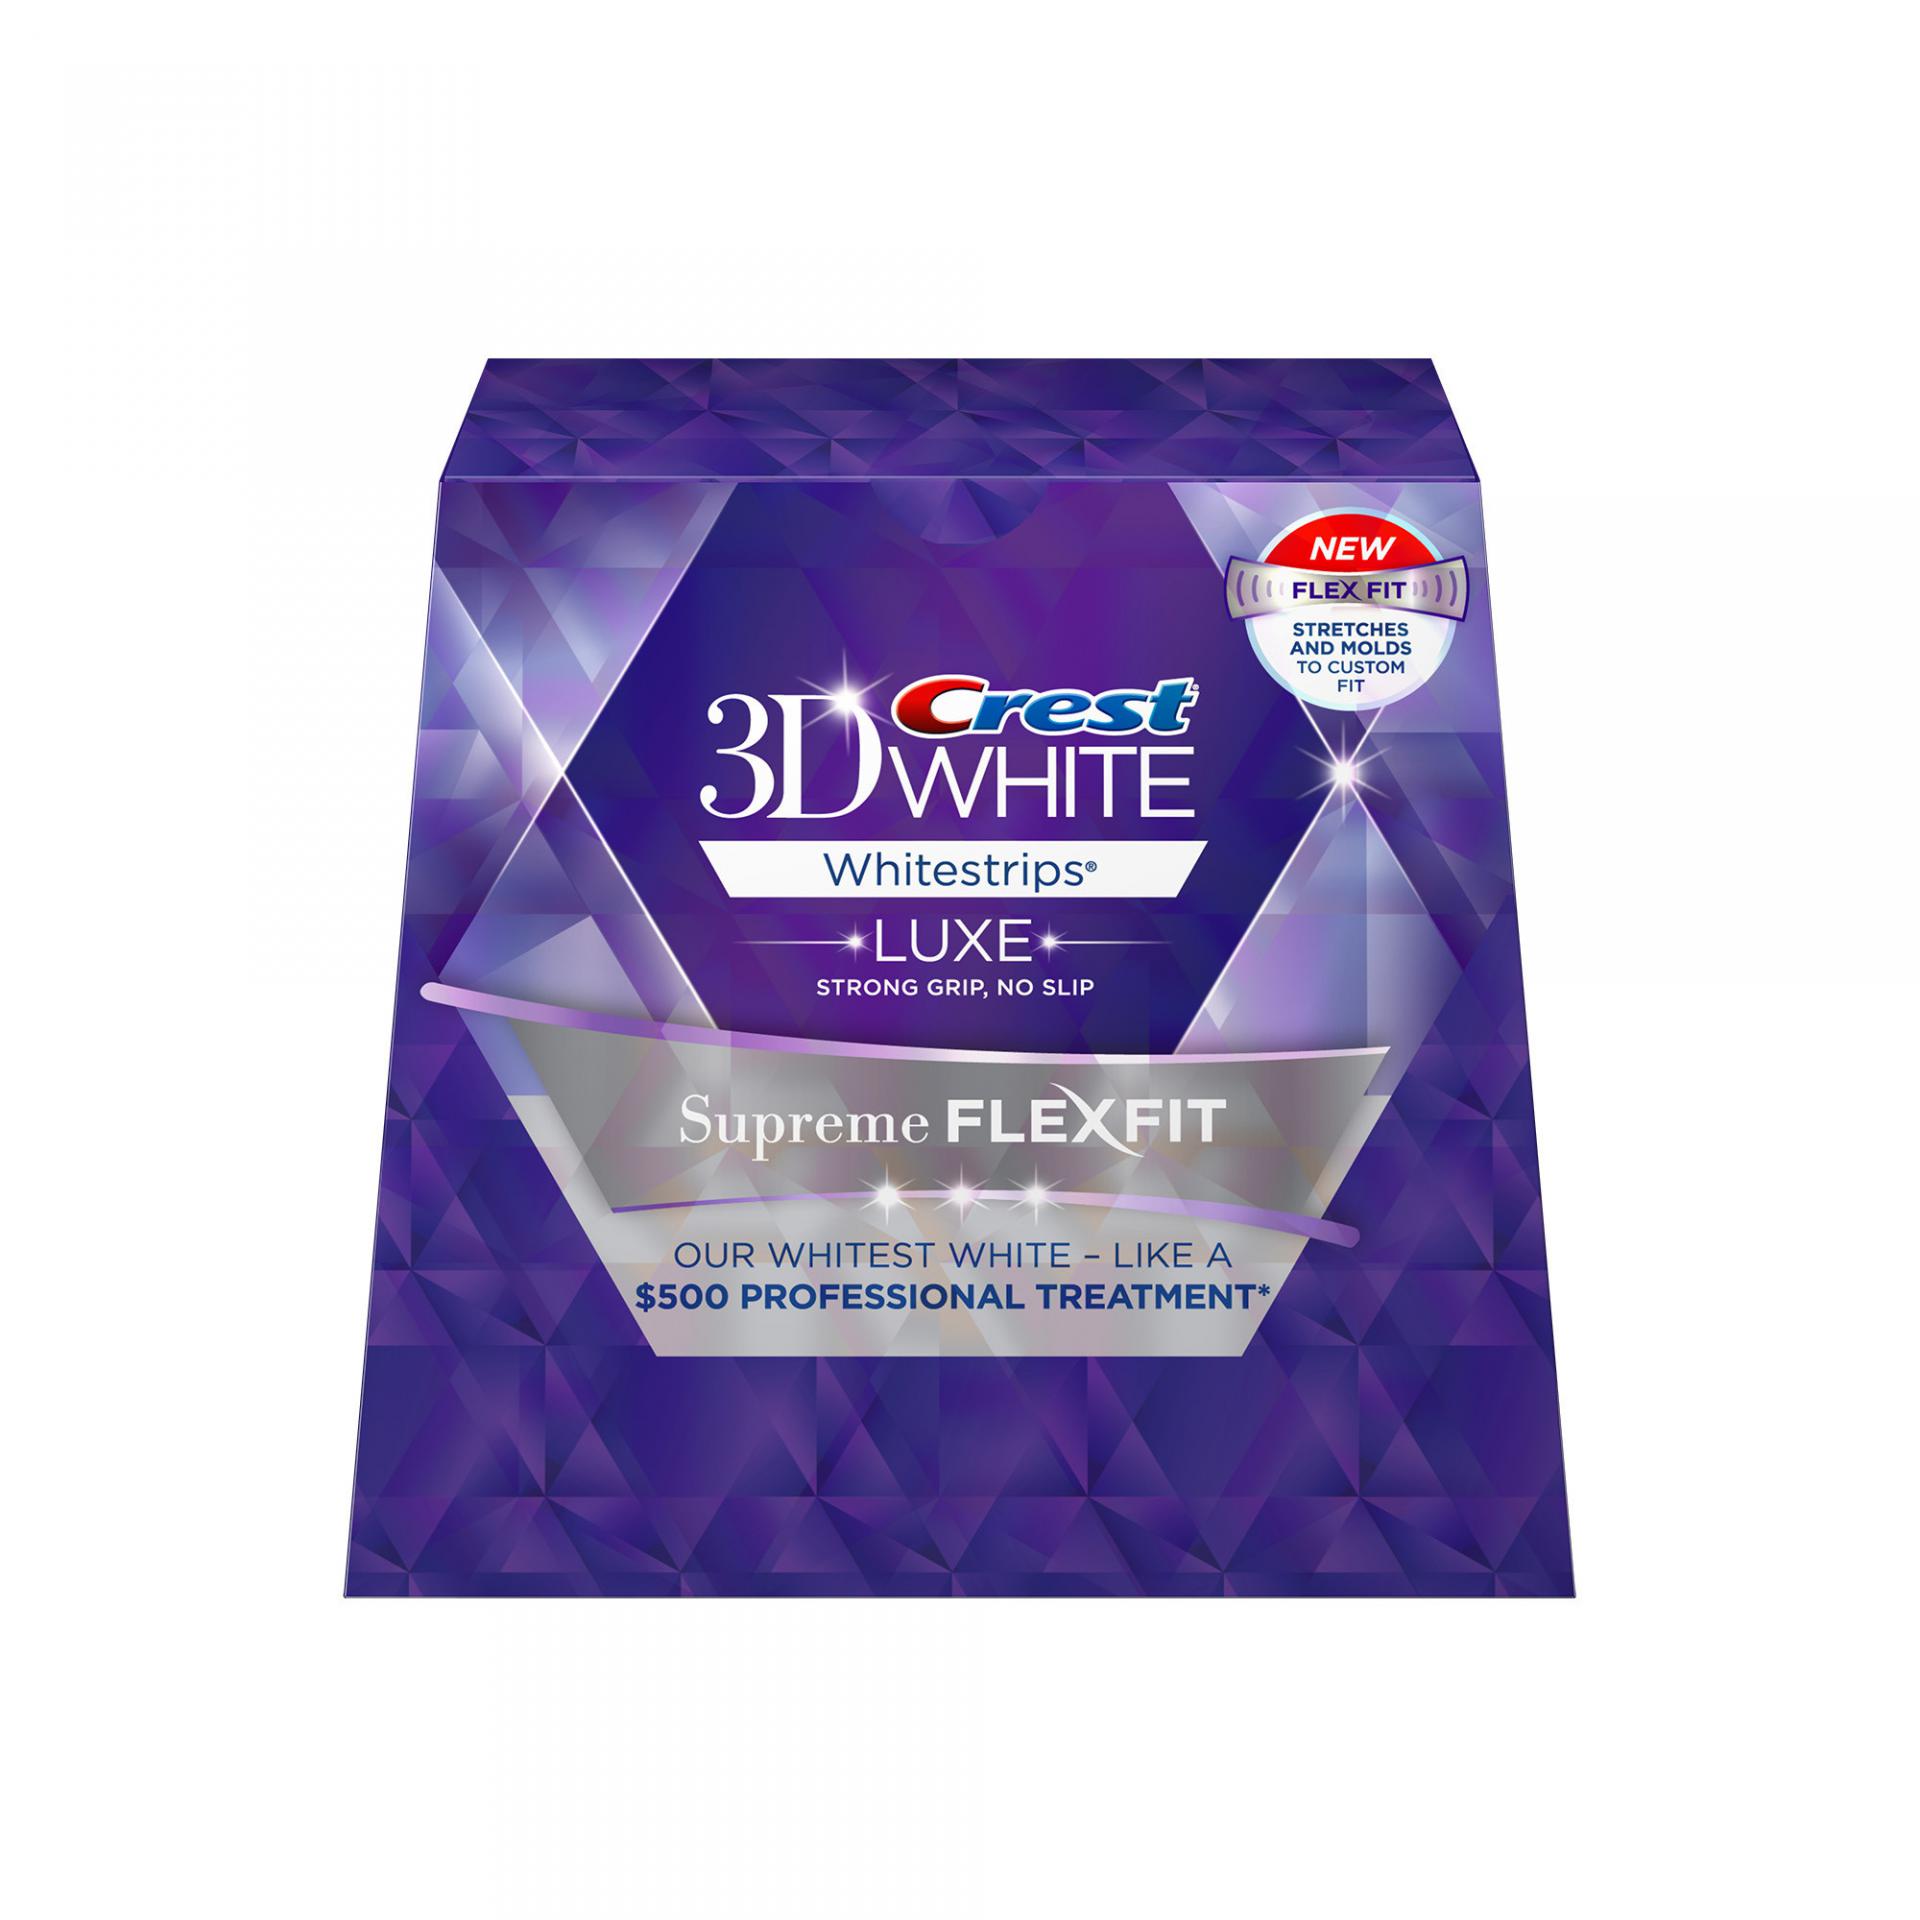 NEW
FLEX FIT
STRETCHES
AND MOLDS
TO CUSTOM
FIT
3D Crest
WHITE
Whitestrips®
LUXE
STRONG GRIP, NO SLIP
Supreme FLEXFIT
OUR WHITEST WHITE – LIKE A
$500 PROFESSIONAL TREATMENT*